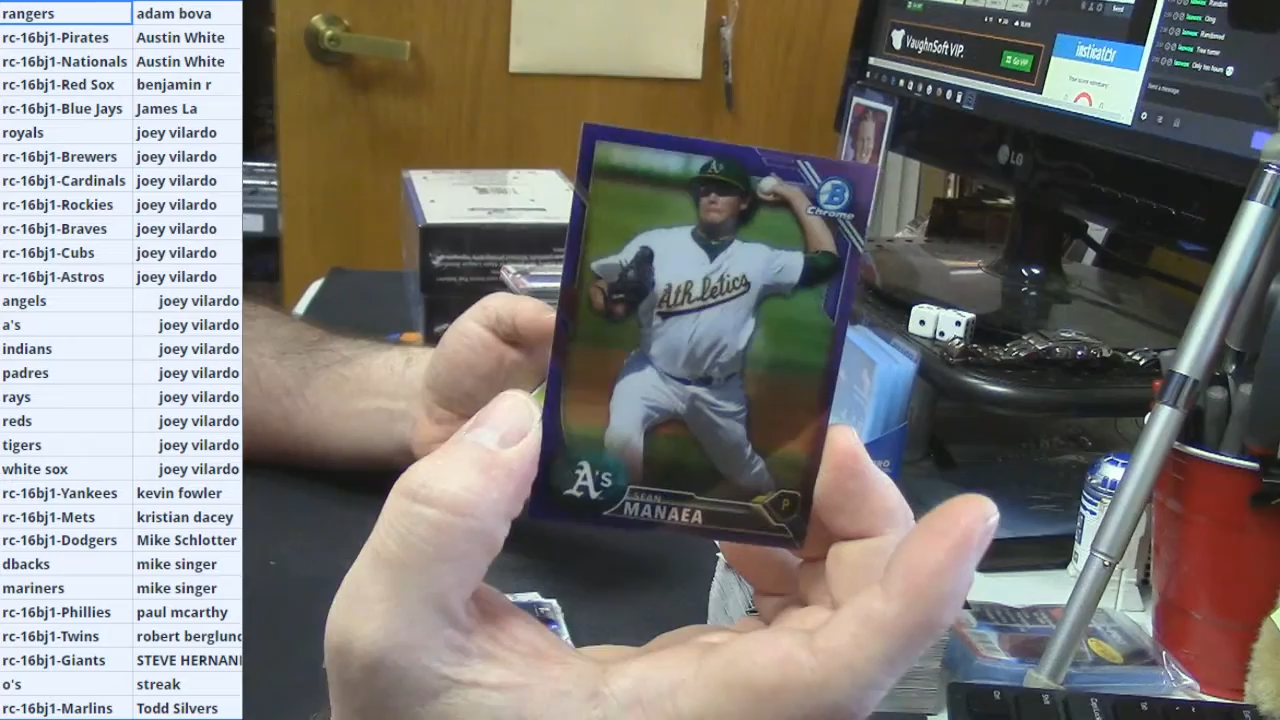 rangers adam bova
rc-16bj1-Pirates Austin White
rc-16bj1-Nationals Austin White
rc-16bj1-Red Sox benjamin r
rc-16bj1-Blue Jays James La
royals joey vilardo
rc-16bj1-Brewers joey vilardo
rc-16bj1-Cardinals joey vilardo
rc-16bj1-Rockies joey vilardo
rc-16bj1-Braves joey vilardo
rc-16bj1-Cubs joey vilardo
rc-16bj1-Astros joey vilardo
angels joey vilardo
a's joey vilardo
indians joey vilardo
padres joey vilardo
rays joey vilardo
reds joey vilardo
tigers joey vilardo
white sox joey vilardo
rc-16bj1-Yankees kevin fowler
rc-16bj1-Mets kristian dacey
rc-16bj1-Dodgers Mike Schlotter
dbacks mike singer
mariners mike singer
rc-16bj1-Phillies paul mcarthy
rc-16bj1-Twins robert berglund
rc-16bj1-Giants STEVE HERNAN
o's streak
rc-16bj1-Marlins Todd Silvers
VaughnSoft VIP.
Go VIP
LG
A's
B
Chrome
Athletics
A's
SEAN
MANAEA
P